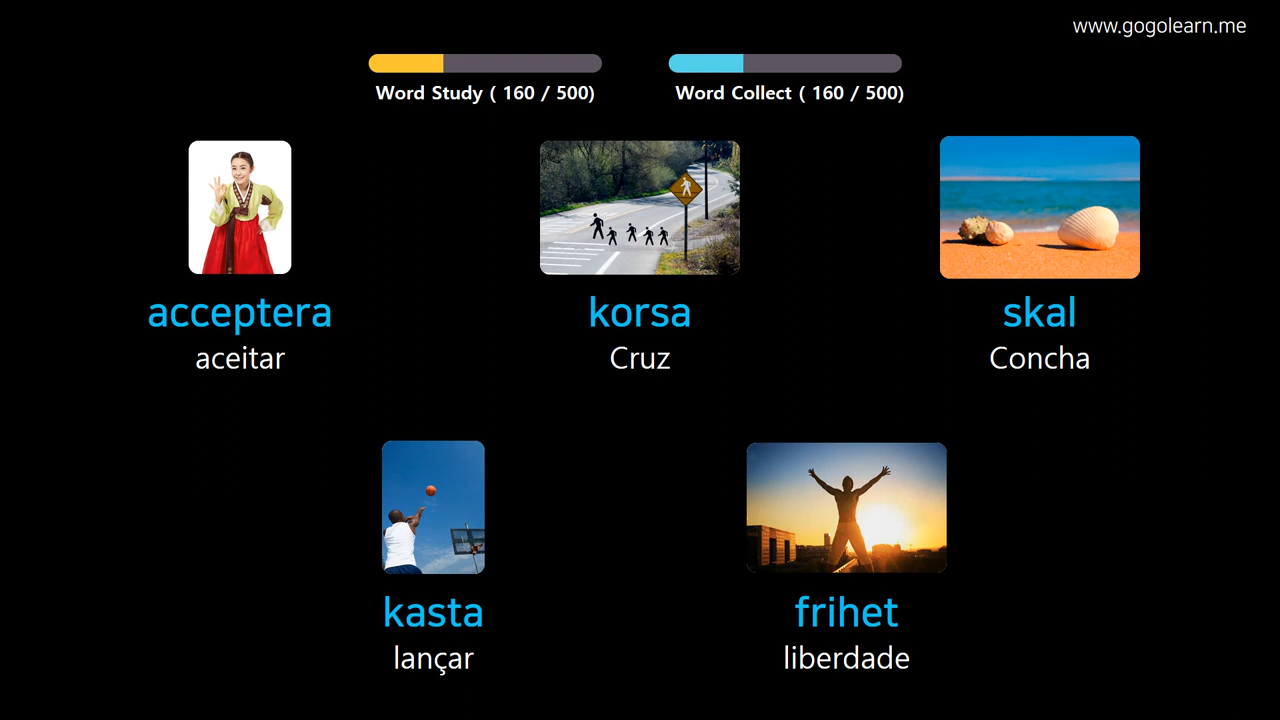 www.gogolearn.me
Word Study ( 160 / 500)
Word Collect ( 160 / 500)
acceptera
aceitar
korsa
Cruz
skal
Concha
kasta
lançar
frihet
liberdade